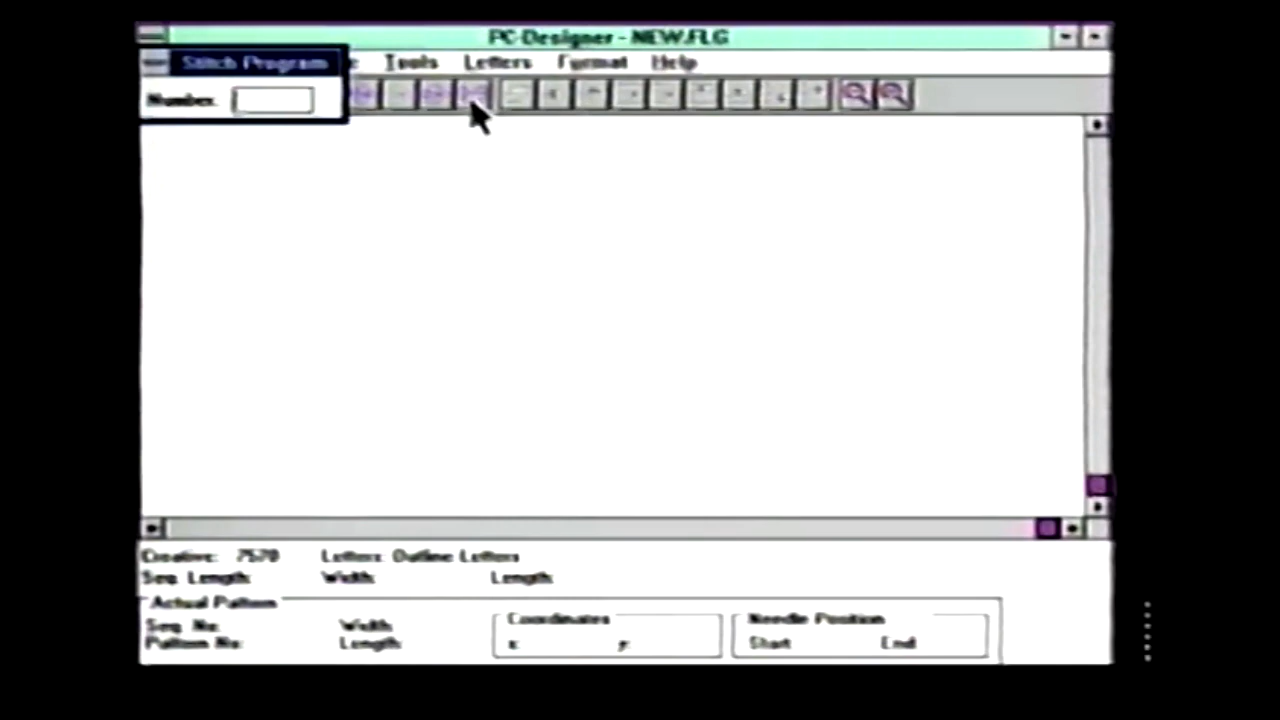 PC-Designer - NEW.FLG
Stitch Program
Tools Letters Format Help
Number
Creative: 7570 Letters: Outline Letters
Seq. Length: Width: Length:
Actual Pattern
Seq. No: Width: Coordinates Needle Position
Pattern No: Length: x: y: Start End